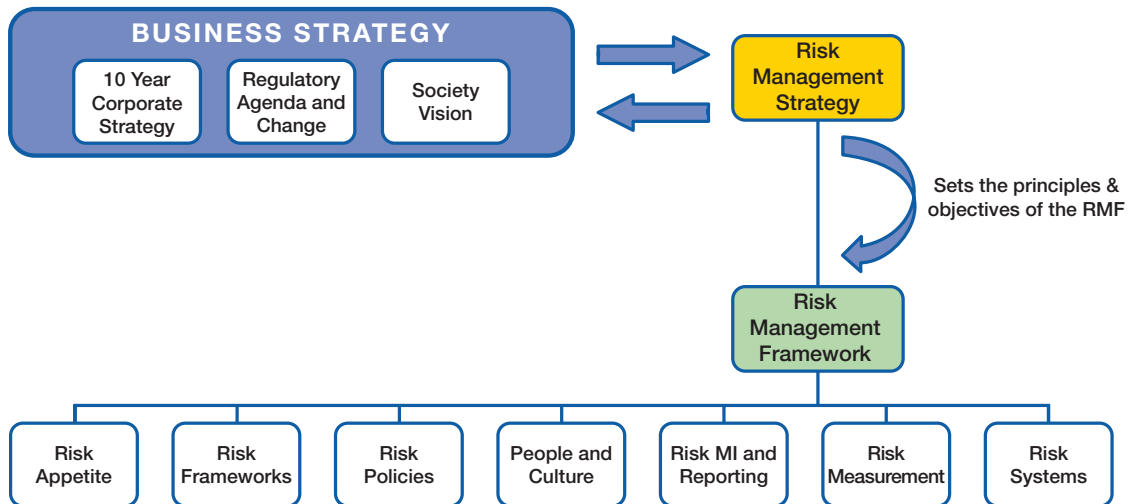 BUSINESS STRATEGY
10 Year
Corporate
Strategy
Regulatory
Agenda and
Change
Society
Vision
Risk
Management
Strategy
Sets the principles &
objectives of the RMF
Risk
Management
Framework
Risk
Appetite
Risk
Frameworks
Risk
Policies
People and
Culture
Risk MI and
Reporting
Risk
Measurement
Risk
Systems